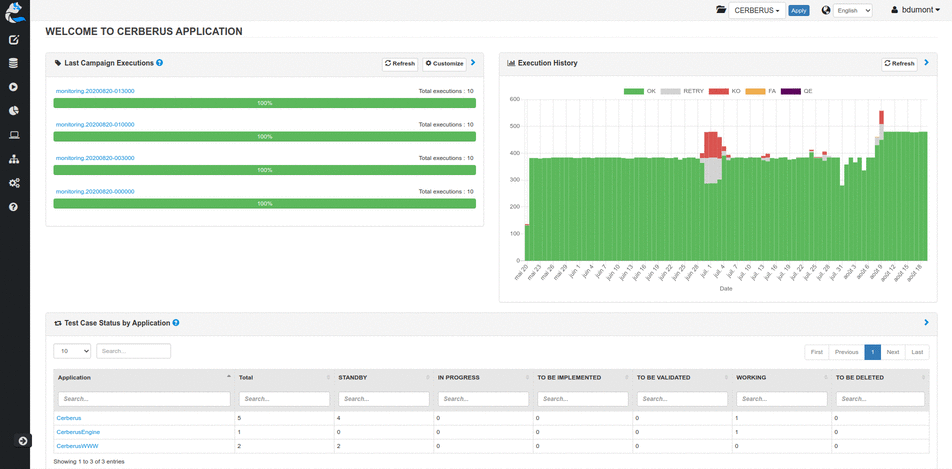 CERBERUS
Apply
English
bdumont
WELCOME TO CERBERUS APPLICATION
Last Campaign Executions
Refresh
Customize
monitoring.20200820-013000 Total executions : 10
100%
monitoring.20200820-010000 Total executions : 10
100%
monitoring.20200820-003000 Total executions : 10
100%
monitoring.20200820-000000 Total executions : 10
100%
Execution History
Refresh
OK RETRY KO FA QE
600
500
400
300
200
100
0
mai 20 mai 23 mai 26 mai 29 juin 1 juin 4 juin 7 juin 10 juin 13 juin 16 juin 19 juin 22 juin 25 juin 28 juil. 1 juil. 4 juil. 7 juil. 10 juil. 13 juil. 16 juil. 19 juil. 22 juil. 25 juil. 28 juil. 31 août 3 août 6 août 9 août 12 août 15 août 18
Date
Test Case Status by Application
10 Search...
First Previous 1 Next Last
Application Total STANDBY IN PROGRESS TO BE IMPLEMENTED TO BE VALIDATED WORKING TO BE DELETED
Search... Search... Search... Search... Search... Search... Search... Search...
Cerberus 5 4 0 0 0 1 0
CerberusEngine 1 0 0 0 0 1 0
CerberusWWW 2 2 0 0 0 0 0
Showing 1 to 3 of 3 entries